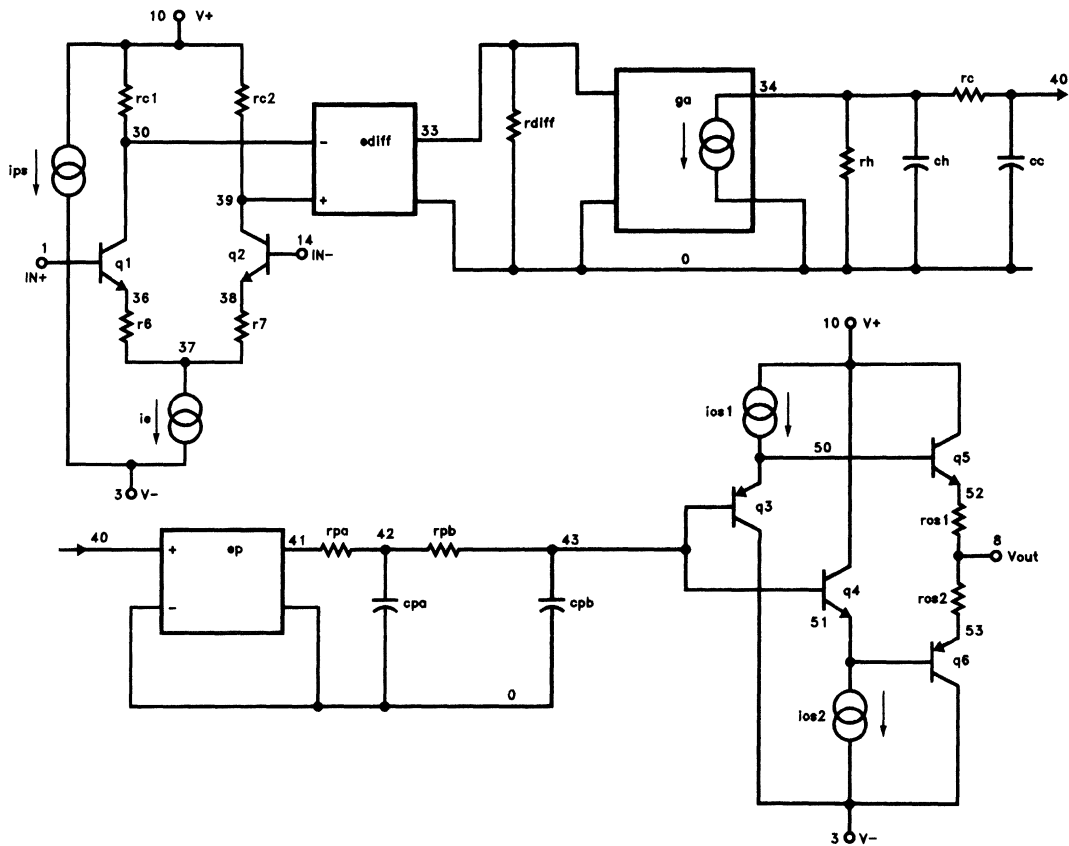 10 V+
rc1
rc2
30
ips
39
1
IN+
q1
q2
14
IN-
36
38
r6
r7
37
ie
3 V-
-
ediff
+
33
rdiff
ga
34
rh
ch
rc
cc
40
0
40
+
ep
-
41
rpa
42
rpb
43
cpa
cpb
0
10 V+
ios1
50
q5
q3
52
ros1
8
Vout
q4
ros2
51
53
q6
ios2
3 V-